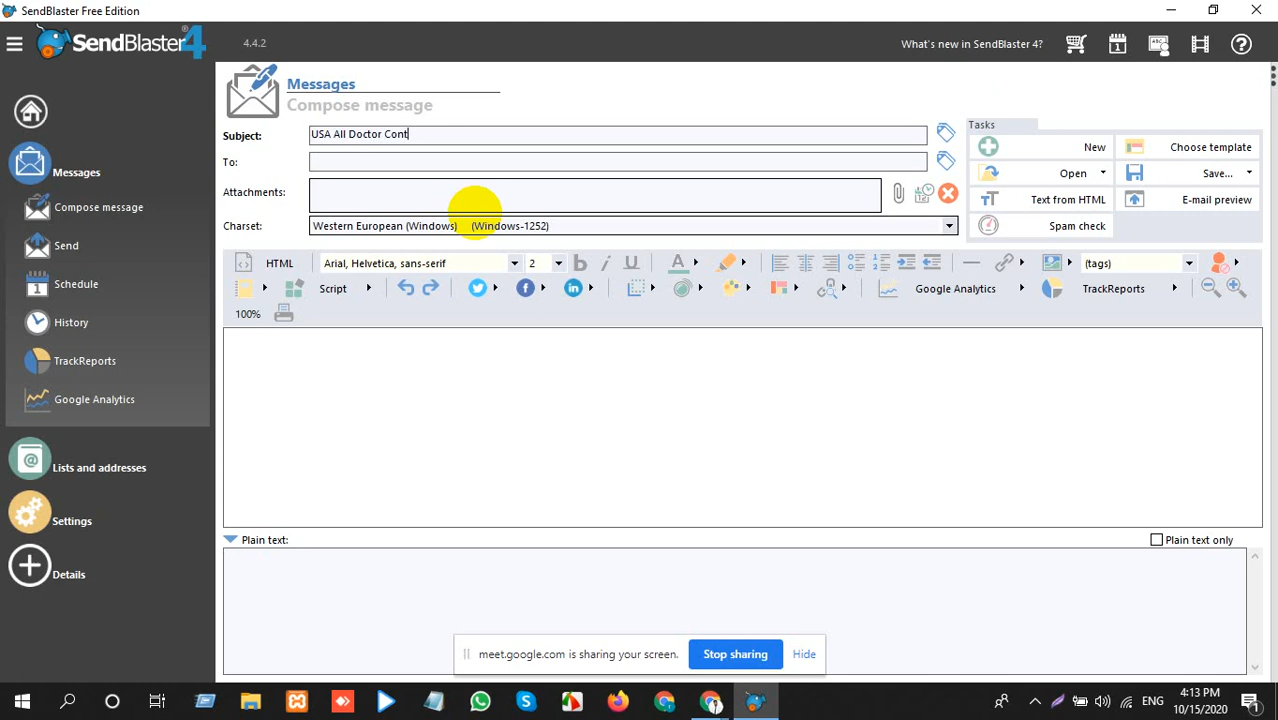 SendBlaster Free Edition
SendBlaster 4
4.4.2
What's new in SendBlaster 4?
Messages
Compose message
Subject:
USA All Doctor Cont
To:
Attachments:
Charset:
Western European (Windows) (Windows-1252)
Tasks
New
Choose template
Open
Save...
Text from HTML
E-mail preview
Spam check
Messages
Compose message
Send
Schedule
History
TrackReports
Google Analytics
Lists and addresses
Settings
Details
HTML
Arial, Helvetica, sans-serif
2
(tags)
Script
Google Analytics
TrackReports
100%
Plain text:
Plain text only
meet.google.com is sharing your screen.
Stop sharing
Hide
ENG
4:13 PM
10/15/2020